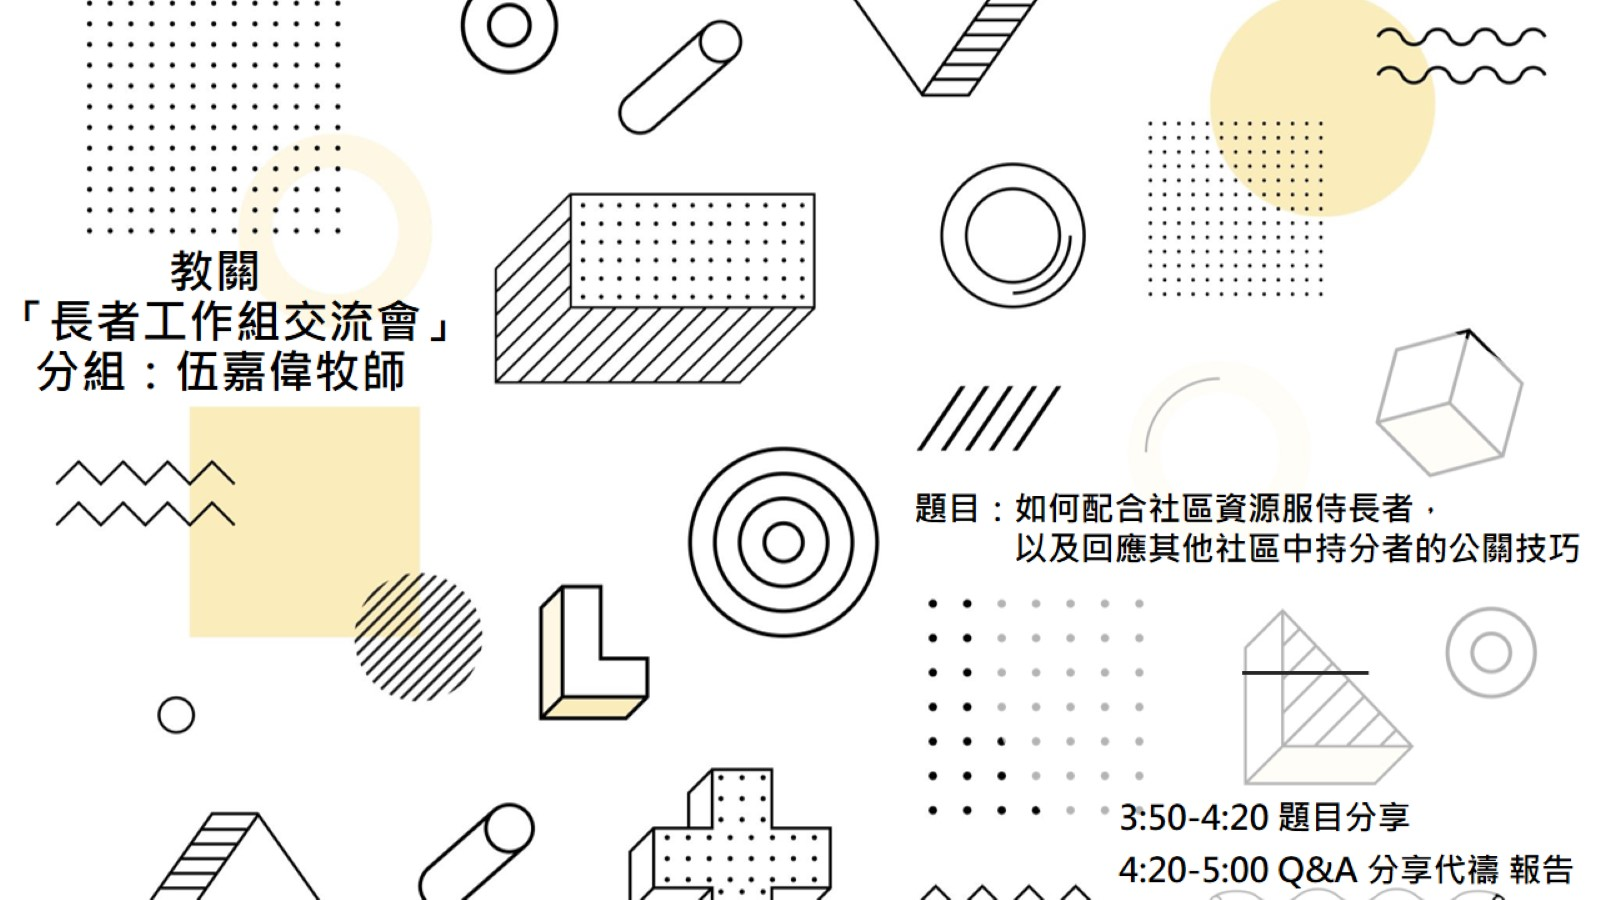 教關
「長者工作組交流會」
分組：伍嘉偉牧師
題目：如何配合社區資源服侍長者，
以及回應其他社區中持分者的公關技巧
3:50-4:20 題目分享
4:20-5:00 Q&A 分享代禱 報告